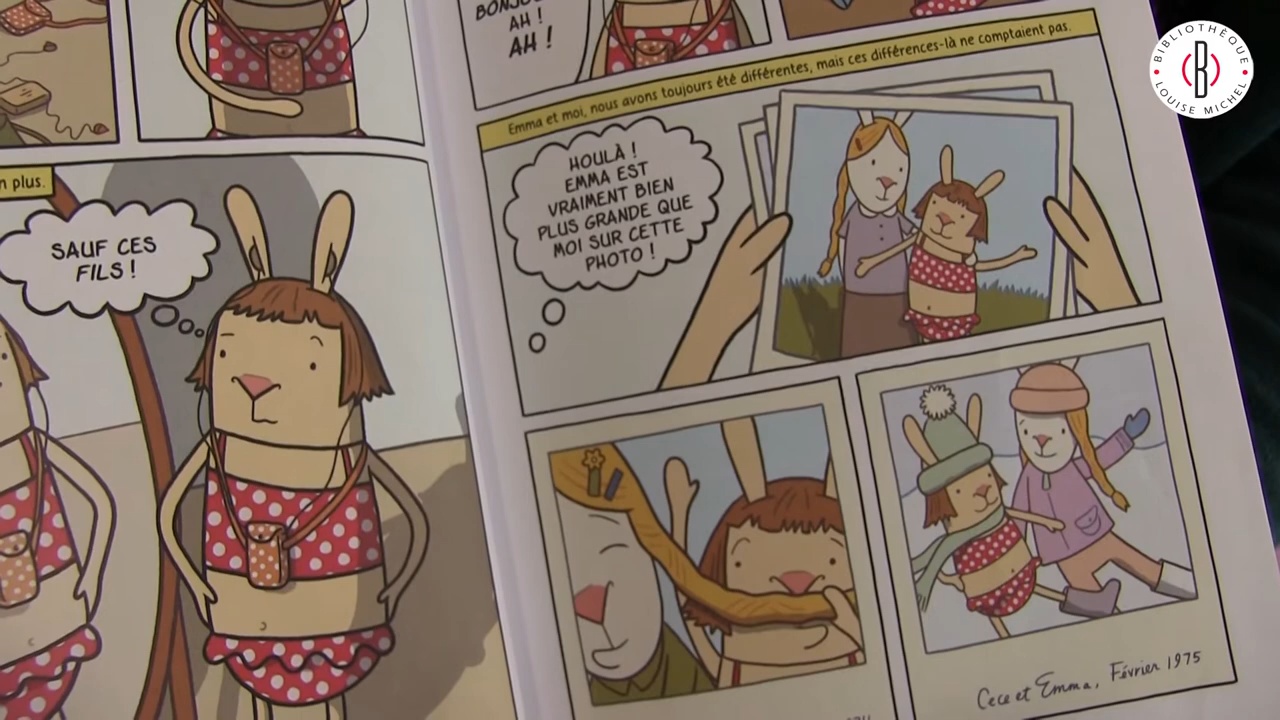 n plus.
SAUF CES
FILS !
BONJOU
AH !
AH !
Emma et moi, nous avons toujours été différentes, mais ces différences-là ne comptaient pas.
HOULÀ !
EMMA EST
VRAIMENT BIEN
PLUS GRANDE QUE
MOI SUR CETTE
PHOTO !
Cece et Emma, Février 1975
BIBLIOTHÈQUE
LOUISE MICHEL